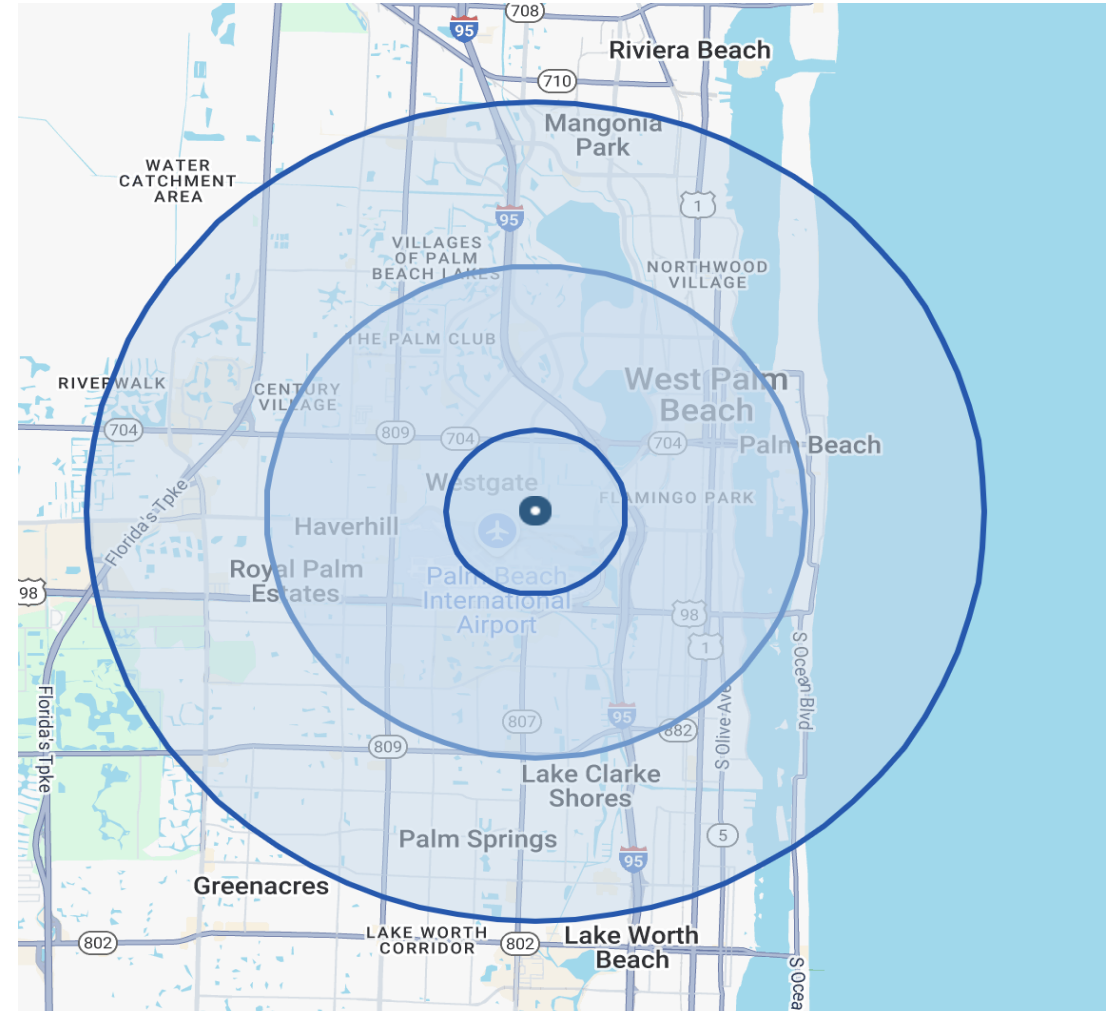 708
95
Riviera Beach
710
Mangonia
Park
WATER
CATCHMENT
AREA
1
95
VILLAGES
OF PALM
BEACH LAKES
NORTHWOOD
VILLAGE
THE PALM CLUB
West Palm
Beach
RIVERWALK
CENTURY
VILLAGE
704
809
704
704
Palm Beach
Westgate
FLAMINGO PARK
Florida's Tpke
Haverhill
Royal Palm
Estates
Palm Beach
International
Airport
98
98
1
S Ocean Blvd
Florida's Tpke
807
95
882
S Olive Ave
809
Lake Clarke
Shores
Palm Springs
5
95
Greenacres
LAKE WORTH
CORRIDOR
802
802
Lake Worth
Beach
S Ocea